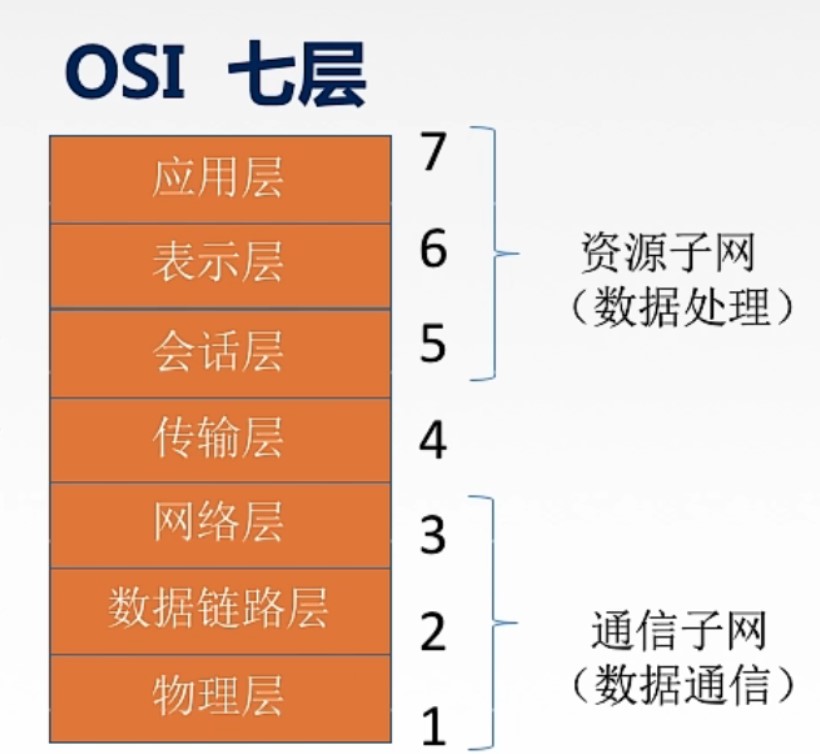 OSI 七层
应用层 7
表示层 6
会话层 5
资源子网
（数据处理）
传输层 4
网络层 3
数据链路层 2
物理层 1
通信子网
（数据通信）